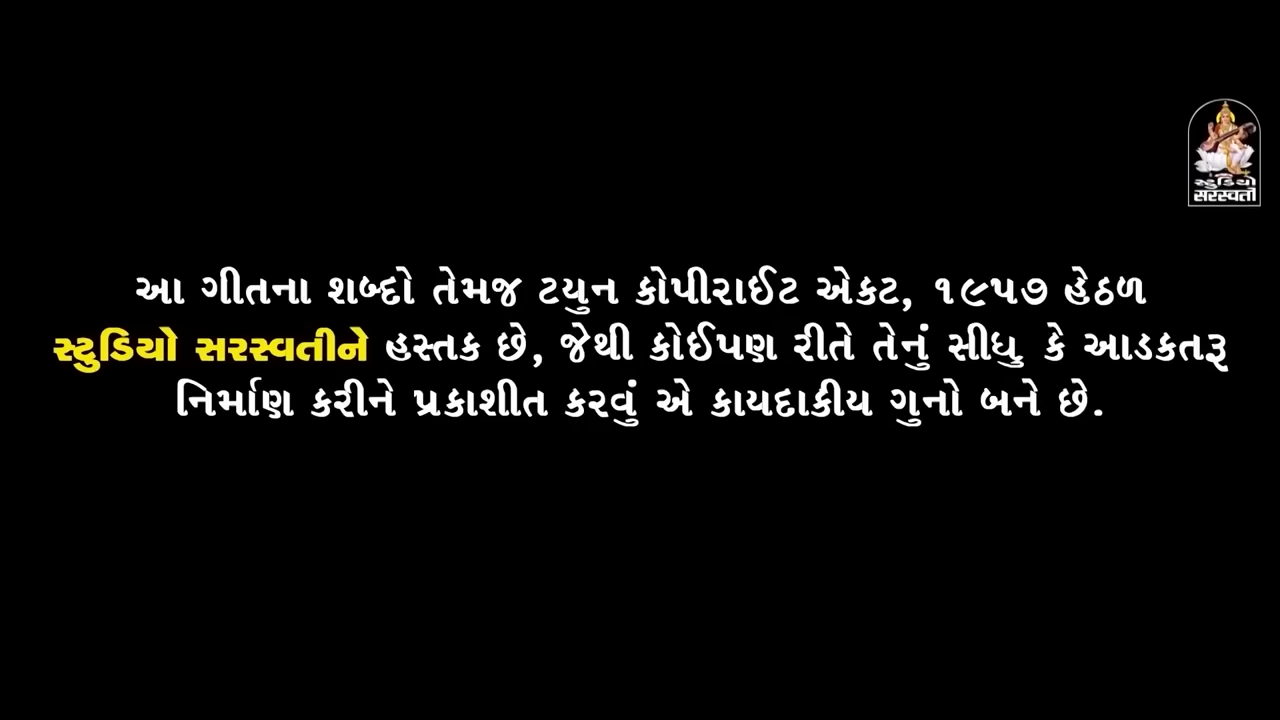 સ્ટુડિયો
સરસ્વતી
આ ગીતના શબ્દો તેમજ ટયુન કોપીરાઈટ એકટ, ૧૯૫૭ હેઠળ
સ્ટુડિયો સરસ્વતીને હસ્તક છે, જેથી કોઈપણ રીતે તેનું સીધુ કે આડકતરૂ
નિર્માણ કરીને પ્રકાશીત કરવું એ કાયદાકીય ગુનો બને છે.